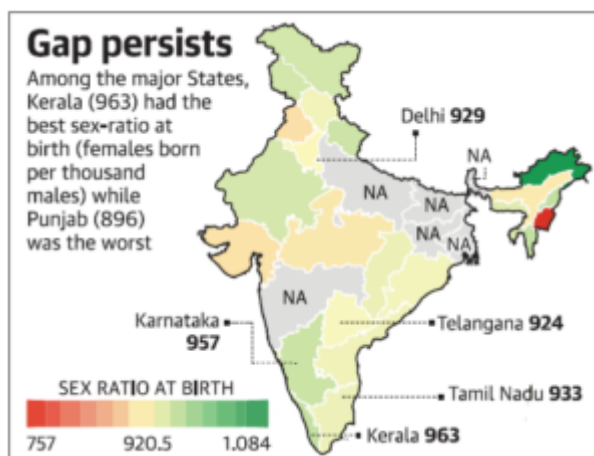 Gap persists
Among the major States,
Kerala (963) had the
best sex-ratio at
birth (females born
per thousand
males) while
Punjab (896)
was the worst
Delhi 929
NA
NA
NA
NA
NA
NA
Karnataka
957
Telangana 924
SEX RATIO AT BIRTH
757 920.5 1.084
Tamil Nadu 933
Kerala 963